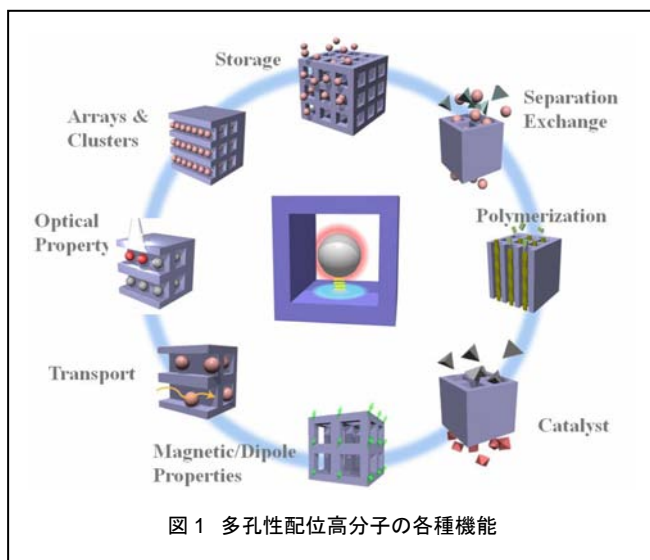 Storage
Separation
Exchange
Polymerization
Catalyst
Magnetic/Dipole
Properties
Transport
Optical
Property
Arrays &
Clusters
図 1 多孔性配位高分子の各種機能